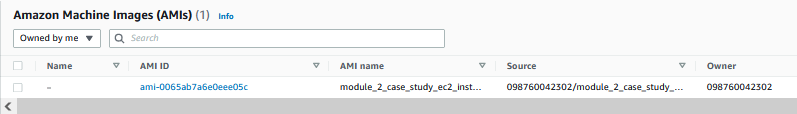 Amazon Machine Images (AMIs) (1) Info
Owned by me Search
Name AMI ID AMI name Source Owner
– ami-0065ab7a6e0eee05c module_2_case_study_ec2_inst... 098760042302/module_2_case_study_... 098760042302